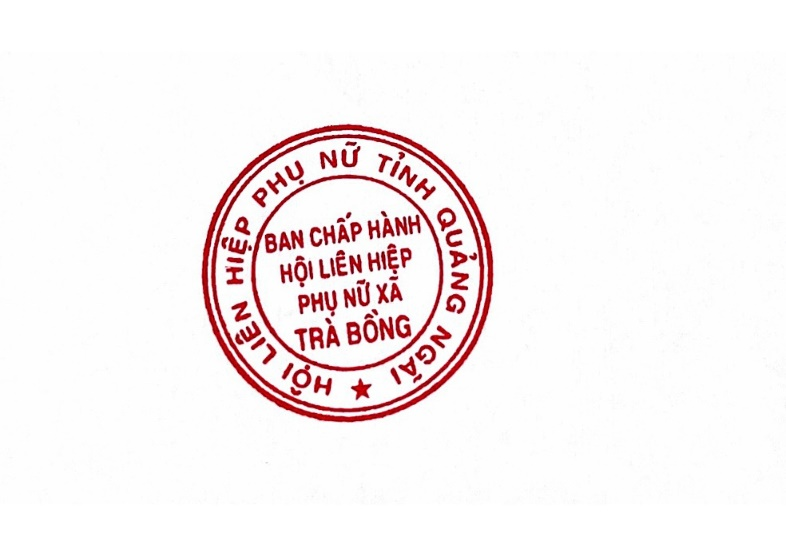 HỘI LIÊN HIỆP PHỤ NỮ TỈNH QUẢNG NGÃI
BAN CHẤP HÀNH
HỘI LIÊN HIỆP
PHỤ NỮ XÃ
TRÀ BỒNG